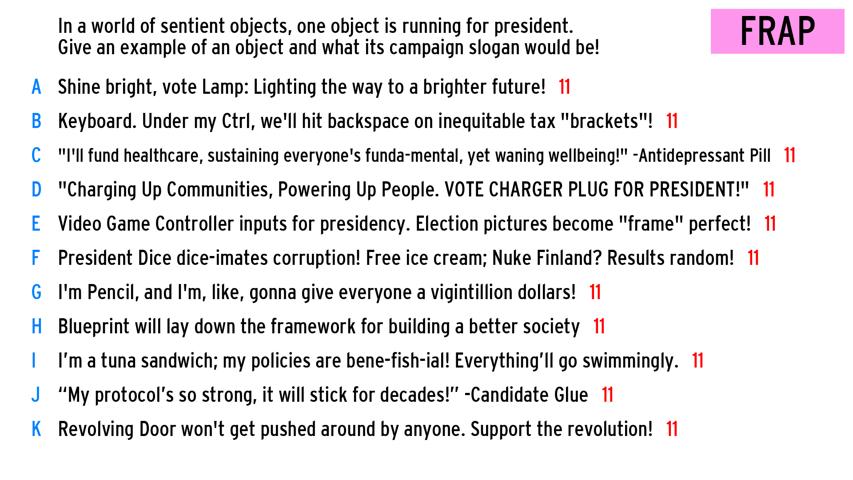 In a world of sentient objects, one object is running for president.
Give an example of an object and what its campaign slogan would be!
FRAP
A Shine bright, vote Lamp: Lighting the way to a brighter future! 11
B Keyboard. Under my Ctrl, we'll hit backspace on inequitable tax "brackets"! 11
C "I'll fund healthcare, sustaining everyone's funda-mental, yet waning wellbeing!" -Antidepressant Pill 11
D "Charging Up Communities, Powering Up People. VOTE CHARGER PLUG FOR PRESIDENT!" 11
E Video Game Controller inputs for presidency. Election pictures become "frame" perfect! 11
F President Dice dice-imates corruption! Free ice cream; Nuke Finland? Results random! 11
G I'm Pencil, and I'm, like, gonna give everyone a vigintillion dollars! 11
H Blueprint will lay down the framework for building a better society 11
I I’m a tuna sandwich; my policies are bene-fish-ial! Everything’ll go swimmingly. 11
J “My protocol’s so strong, it will stick for decades!” -Candidate Glue 11
K Revolving Door won't get pushed around by anyone. Support the revolution! 11